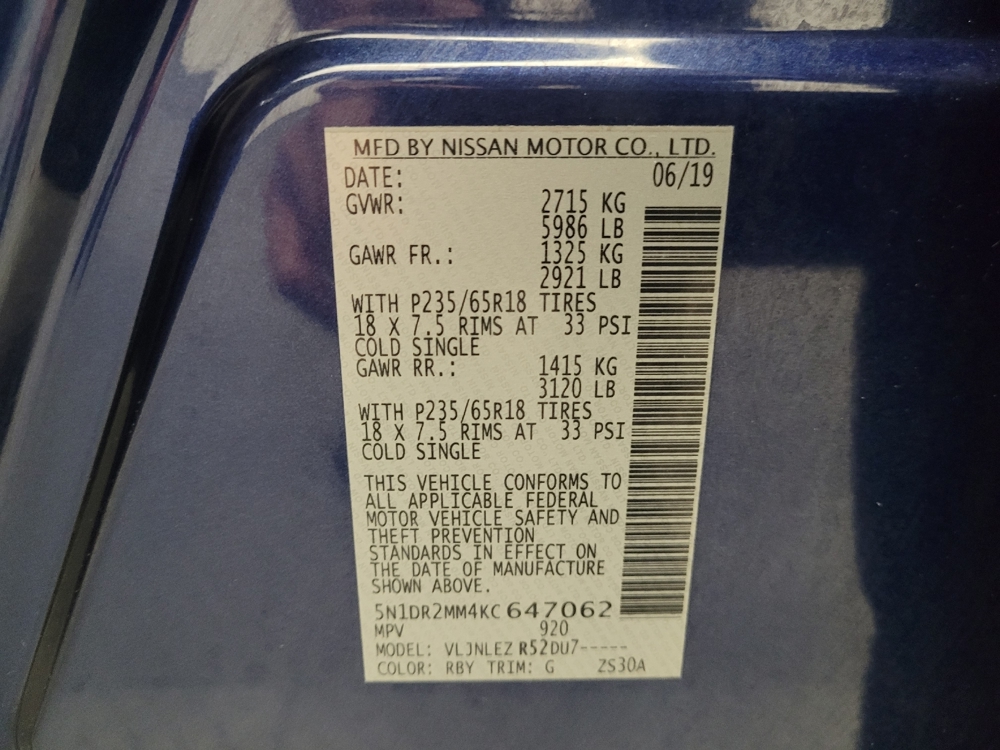 MFD BY NISSAN MOTOR CO., LTD.
DATE: 06/19
GVWR: 2715 KG
5986 LB
GAWR FR.: 1325 KG
2921 LB
WITH P235/65R18 TIRES
18 X 7.5 RIMS AT 33 PSI
COLD SINGLE
GAWR RR.: 1415 KG
3120 LB
WITH P235/65R18 TIRES
18 X 7.5 RIMS AT 33 PSI
COLD SINGLE
THIS VEHICLE CONFORMS TO
ALL APPLICABLE FEDERAL
MOTOR VEHICLE SAFETY AND
THEFT PREVENTION
STANDARDS IN EFFECT ON
THE DATE OF MANUFACTURE
SHOWN ABOVE.
5N1DR2MM4KC647062
MPV 920
MODEL: VLJNLEZ R52DU7-----
COLOR: RBY TRIM: G ZS30A